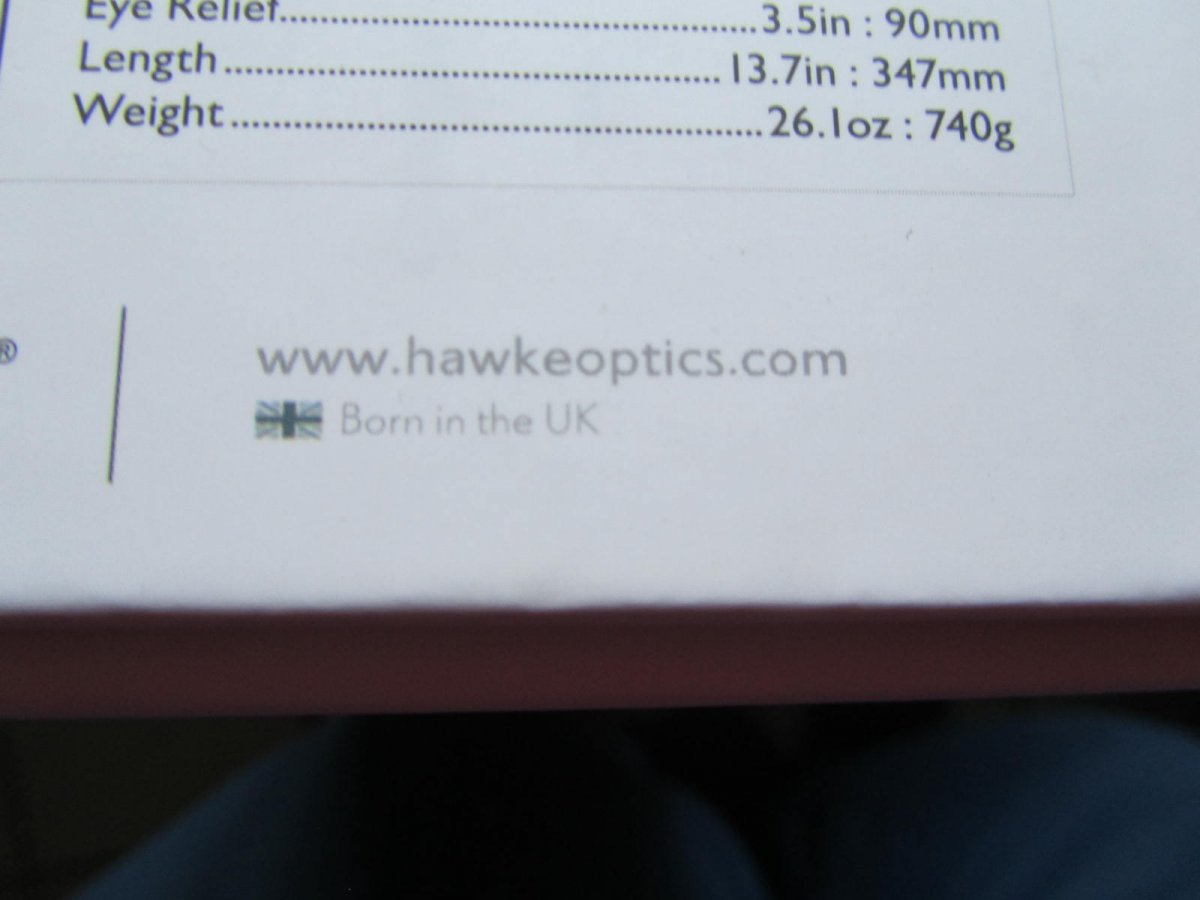 Eye Relief..........................................................3.5in : 90mm
Length............................................................13.7in : 347mm
Weight................................................................26.1oz : 740g
®
www.hawkeoptics.com
Born in the UK